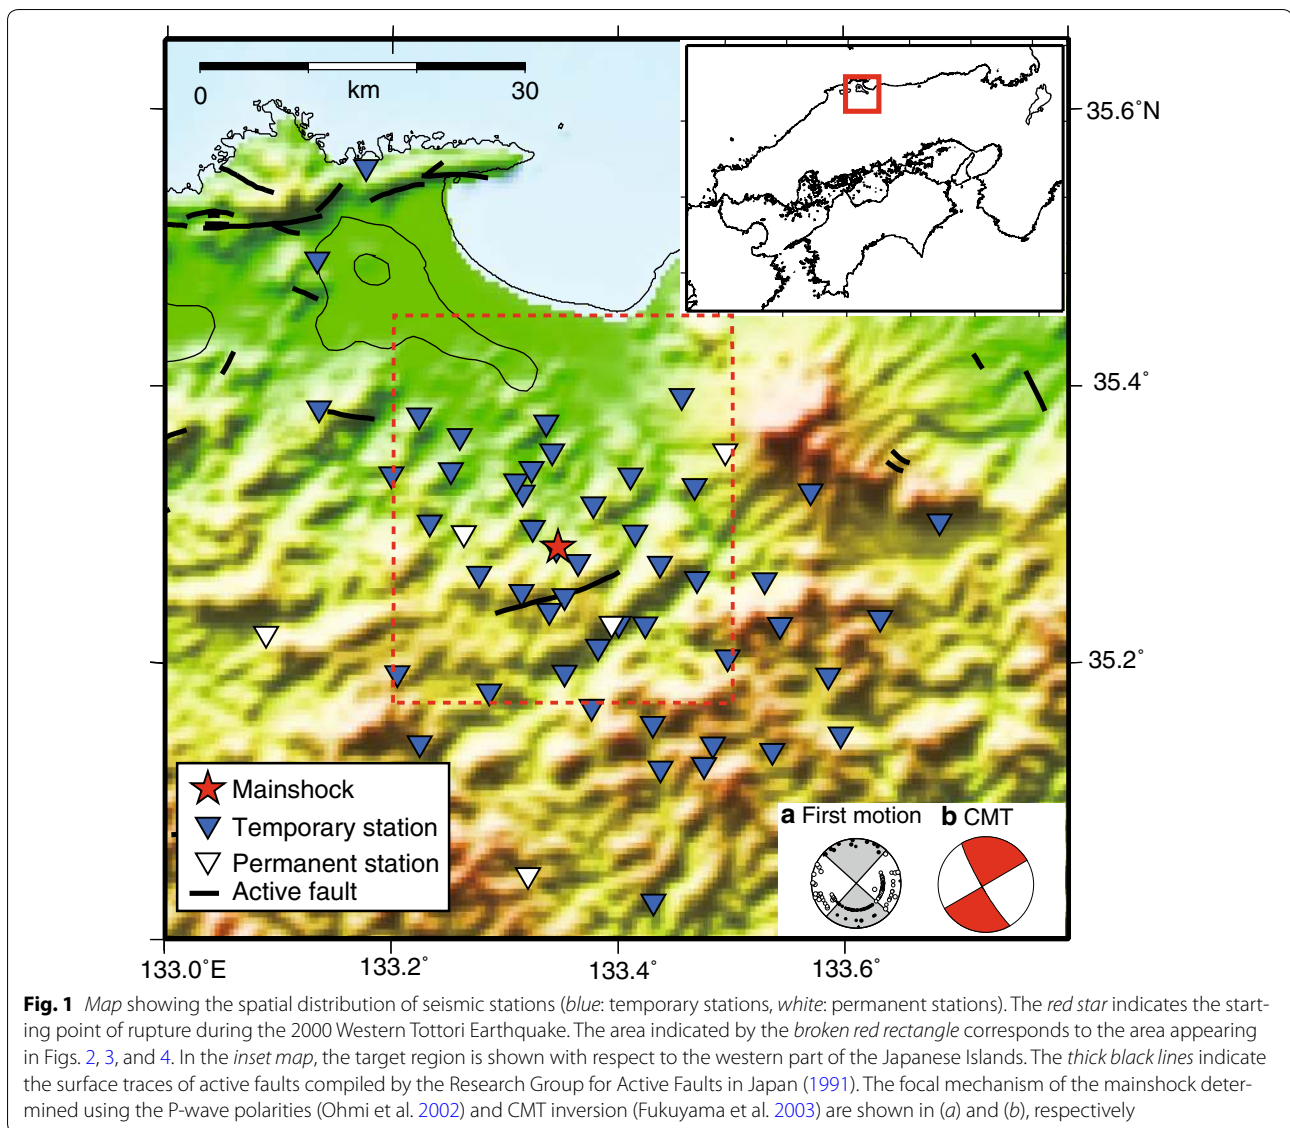 0 km 30
35.6°N
35.4°
35.2°
Mainshock
Temporary station
Permanent station
Active fault
a First motion b CMT
133.0°E 133.2° 133.4° 133.6°
Fig. 1 Map showing the spatial distribution of seismic stations (blue: temporary stations, white: permanent stations). The red star indicates the start-
ing point of rupture during the 2000 Western Tottori Earthquake. The area indicated by the broken red rectangle corresponds to the area appearing
in Figs. 2, 3, and 4. In the inset map, the target region is shown with respect to the western part of the Japanese Islands. The thick black lines indicate
the surface traces of active faults compiled by the Research Group for Active Faults in Japan (1991). The focal mechanism of the mainshock deter-
mined using the P-wave polarities (Ohmi et al. 2002) and CMT inversion (Fukuyama et al. 2003) are shown in (a) and (b), respectively